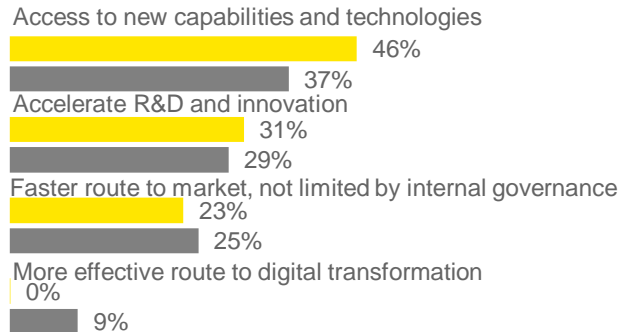 Access to new capabilities and technologies
46%
37%
Accelerate R&D and innovation
31%
29%
Faster route to market, not limited by internal governance
23%
25%
More effective route to digital transformation
0%
9%